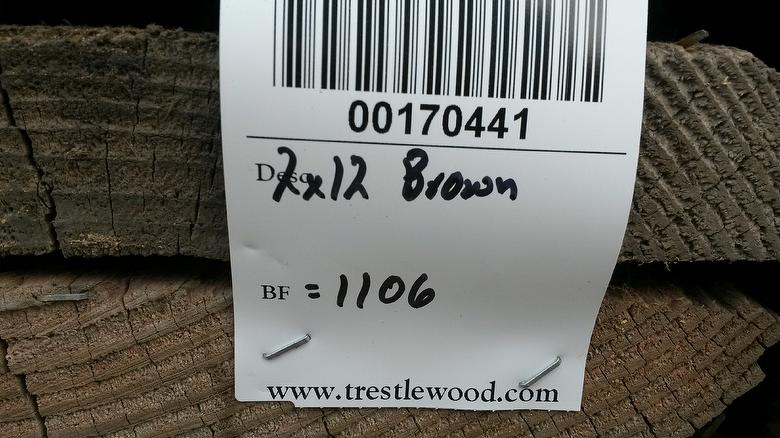 00170441
Desc 2x12 Brown
BF = 1106
www.trestlewood.com